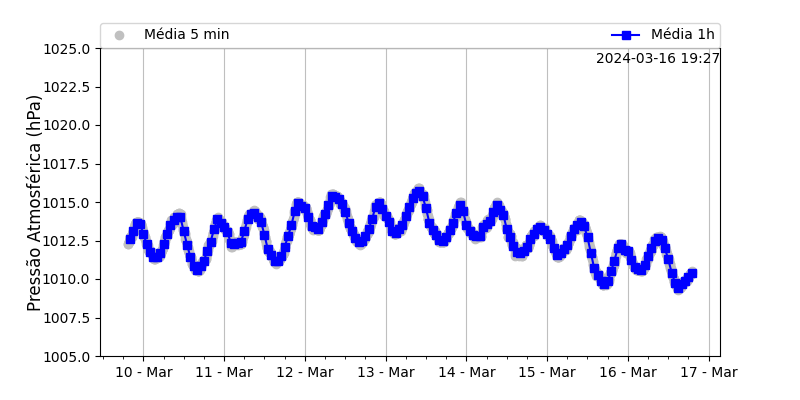 Média 5 min
Média 1h
2024-03-16 19:27
Pressão Atmosférica (hPa)
1025.0
1022.5
1020.0
1017.5
1015.0
1012.5
1010.0
1007.5
1005.0
10 - Mar
11 - Mar
12 - Mar
13 - Mar
14 - Mar
15 - Mar
16 - Mar
17 - Mar